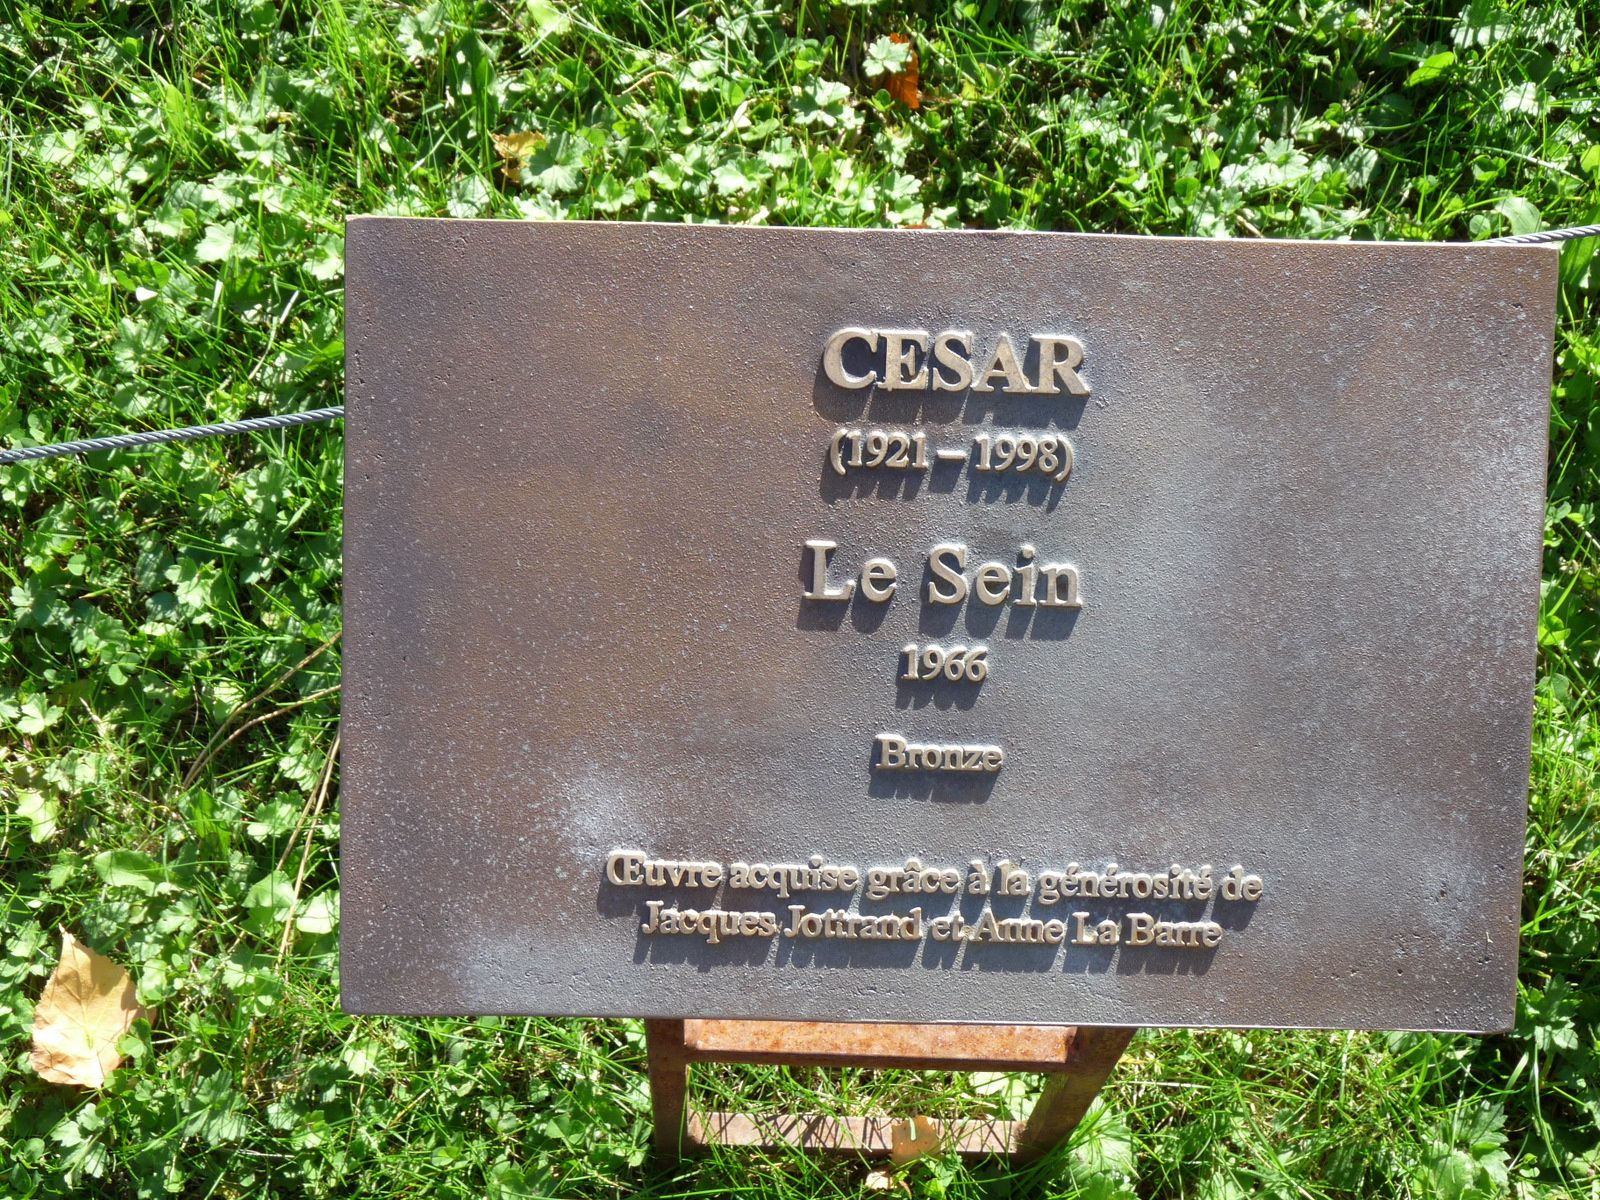 CESAR
(1921 – 1998)
Le Sein
1966
Bronze
Œuvre acquise grâce à la générosité de
Jacques Jottrand et Anne La Barre